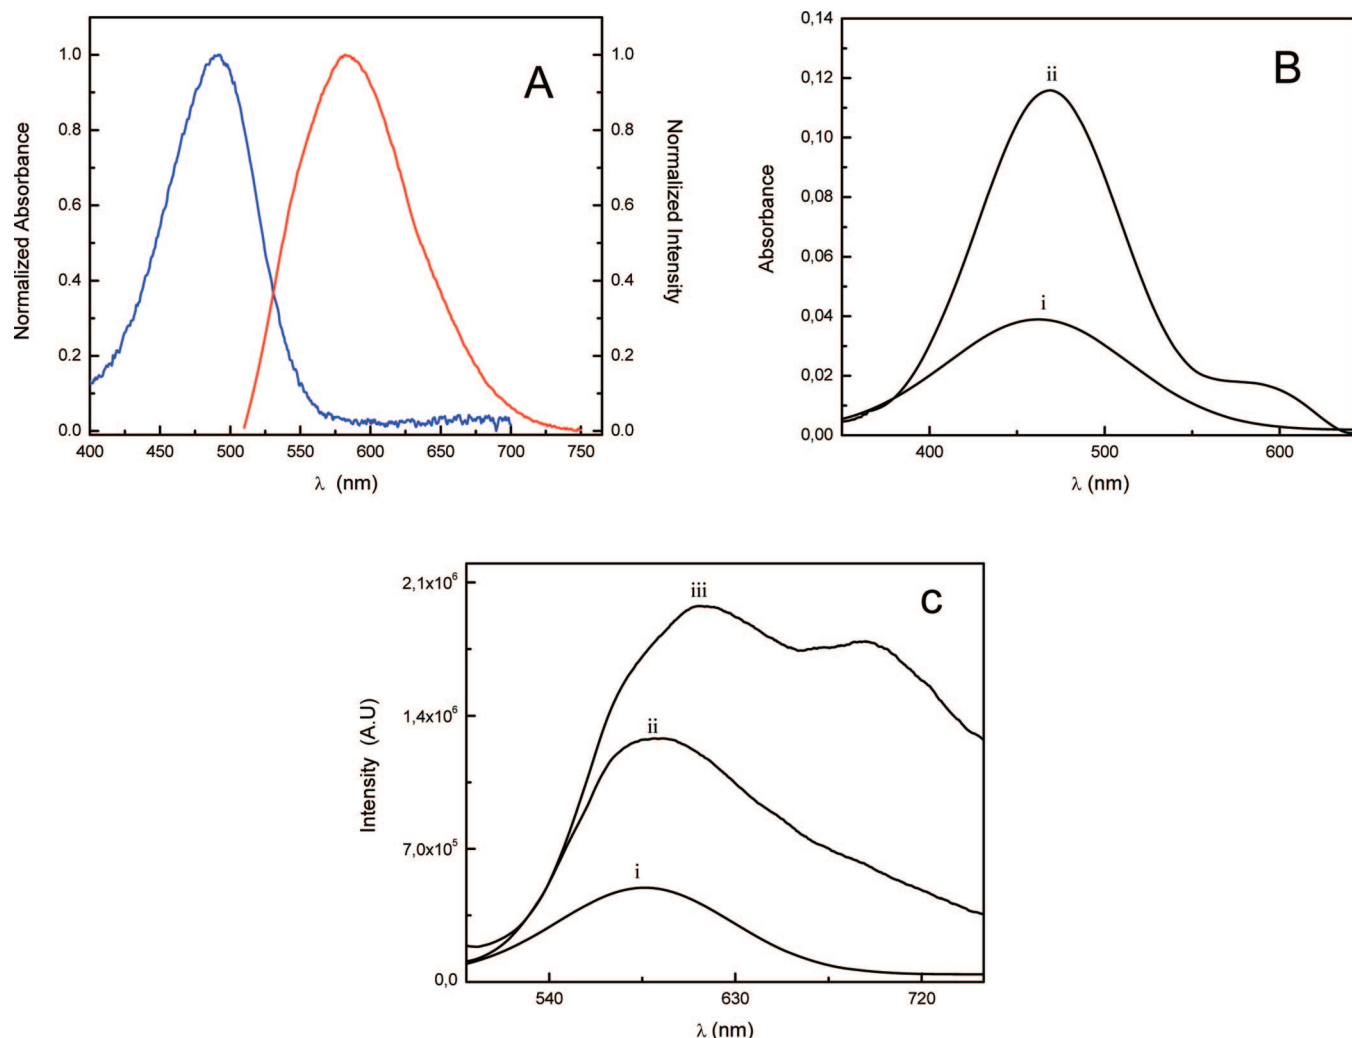 A
Normalized Absorbance
1.0
0.8
0.6
0.4
0.2
0.0
400 450 500 550 600 650 700 750
λ (nm)
1.0
0.8
0.6
0.4
0.2
0.0
Normalized Intensity
B
Absorbance
0,14
0,12
0,10
0,08
0,06
0,04
0,02
0,00
ii
i
400 500 600
λ (nm)
c
Intensity (A.U)
2,1x10⁶
1,4x10⁶
7,0x10⁵
0,0
iii
ii
i
540 630 720
λ (nm)